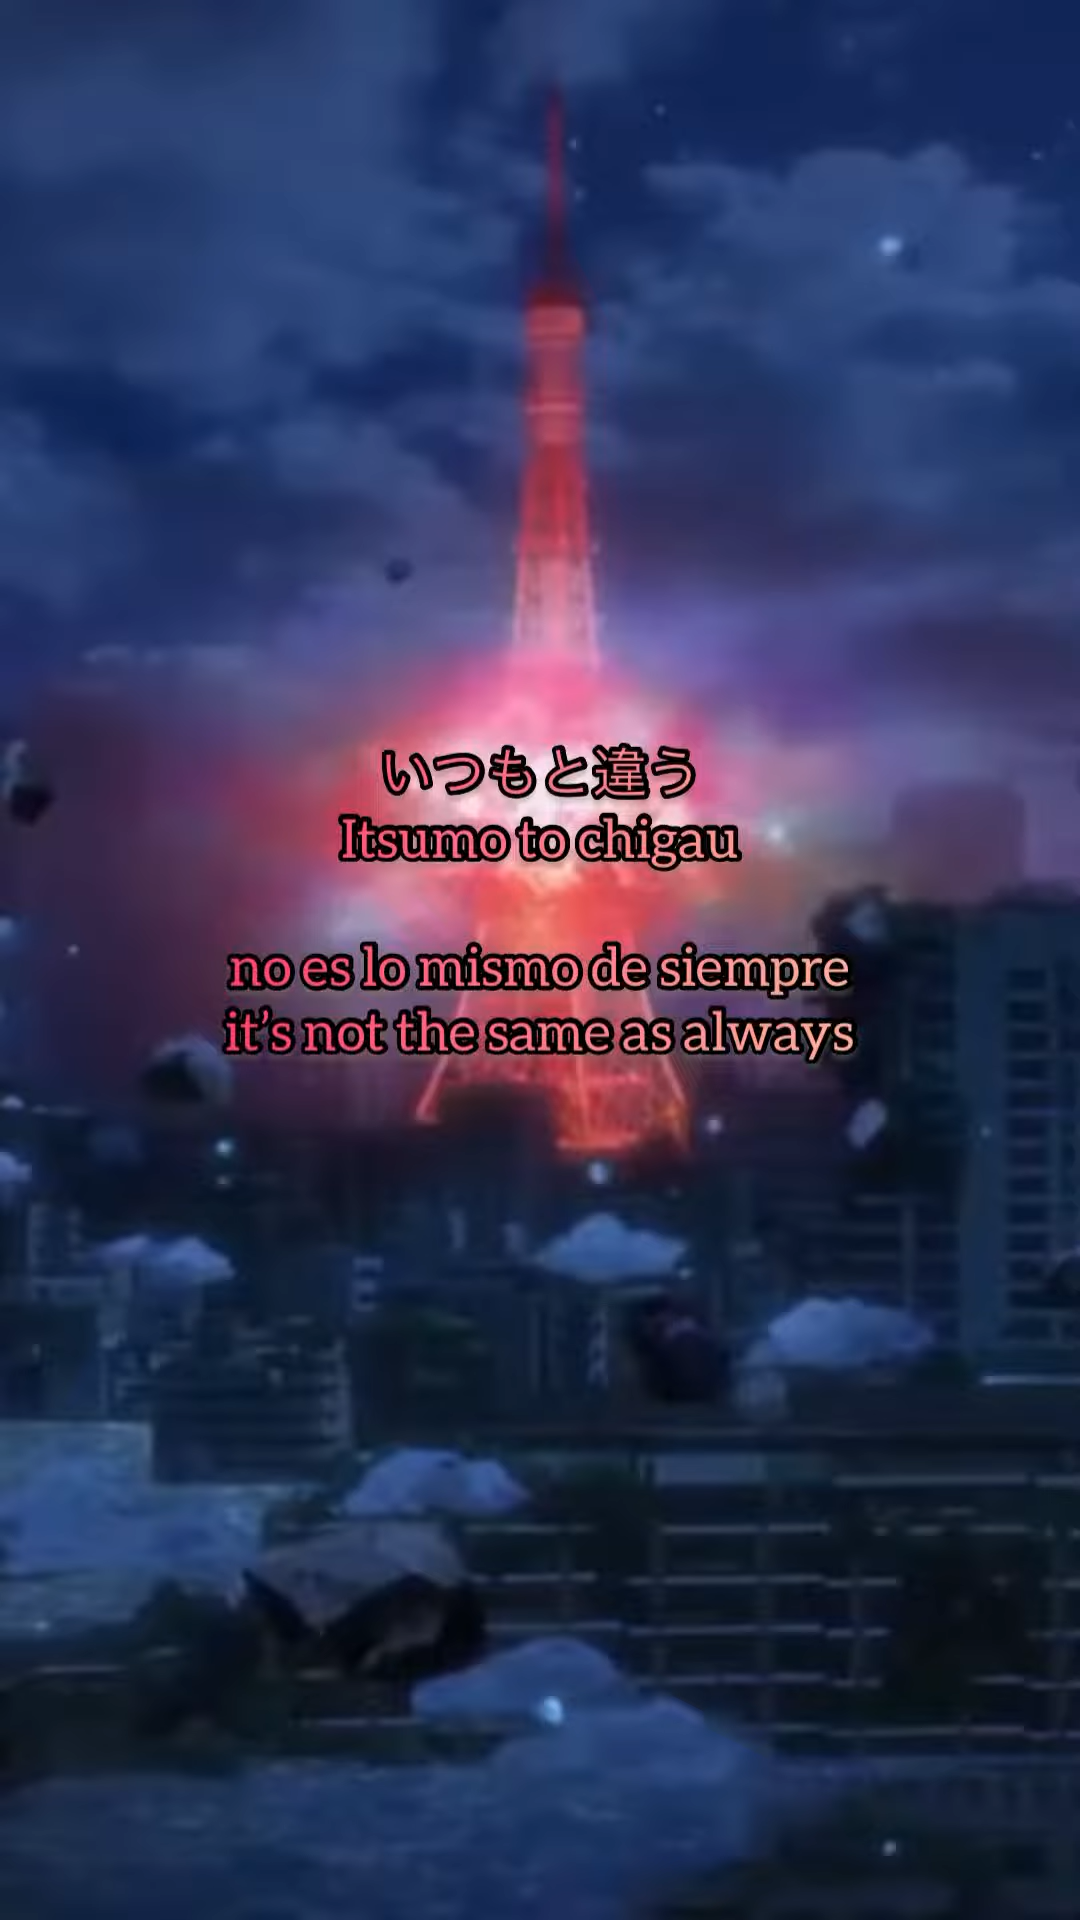 いつもと違う
Itsumo to chigau
no es lo mismo de siempre
it’s not the same as always